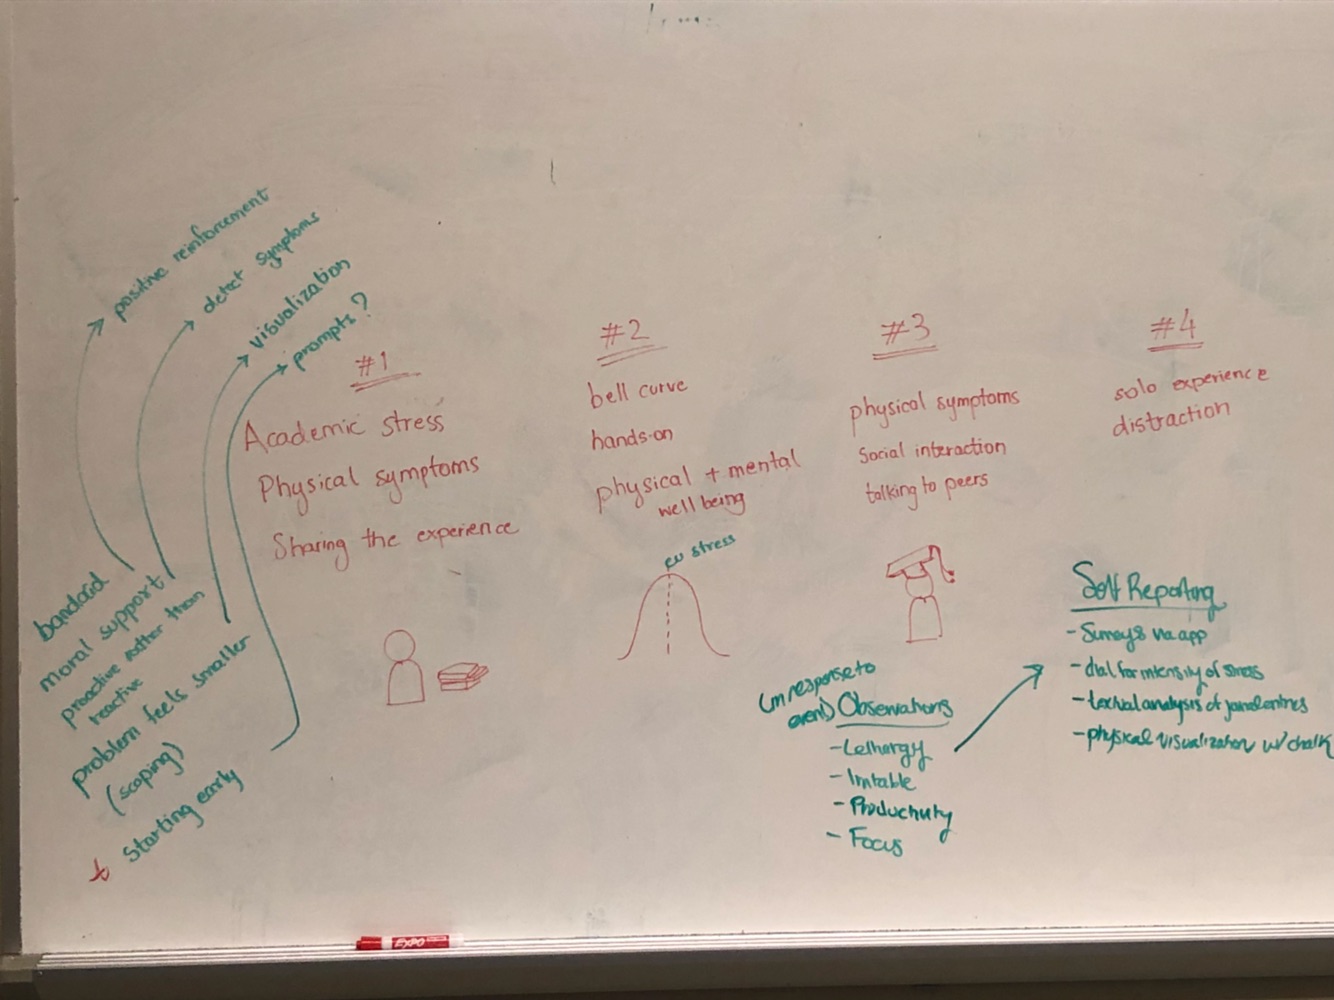 positive reinforcement
detect symptoms
visualization
prompts?
bandaid
moral support
proactive rather than
reactive
problem feels smaller
(scoping)
starting early
#1
Academic stress
Physical symptoms
Sharing the experience
#2
bell curve
hands-on
physical + mental
well being
eu stress
#3
physical symptoms
Social interaction
talking to peers
#4
solo experience
distraction
(in response to
event) Observations
- Lethargy
- Irritable
- Productivity
- Focus
Self Reporting
- Surveys via app
- dial for intensity of stress
- textual analysis of journal entries
- physical visualization w/ chalk
EXPO